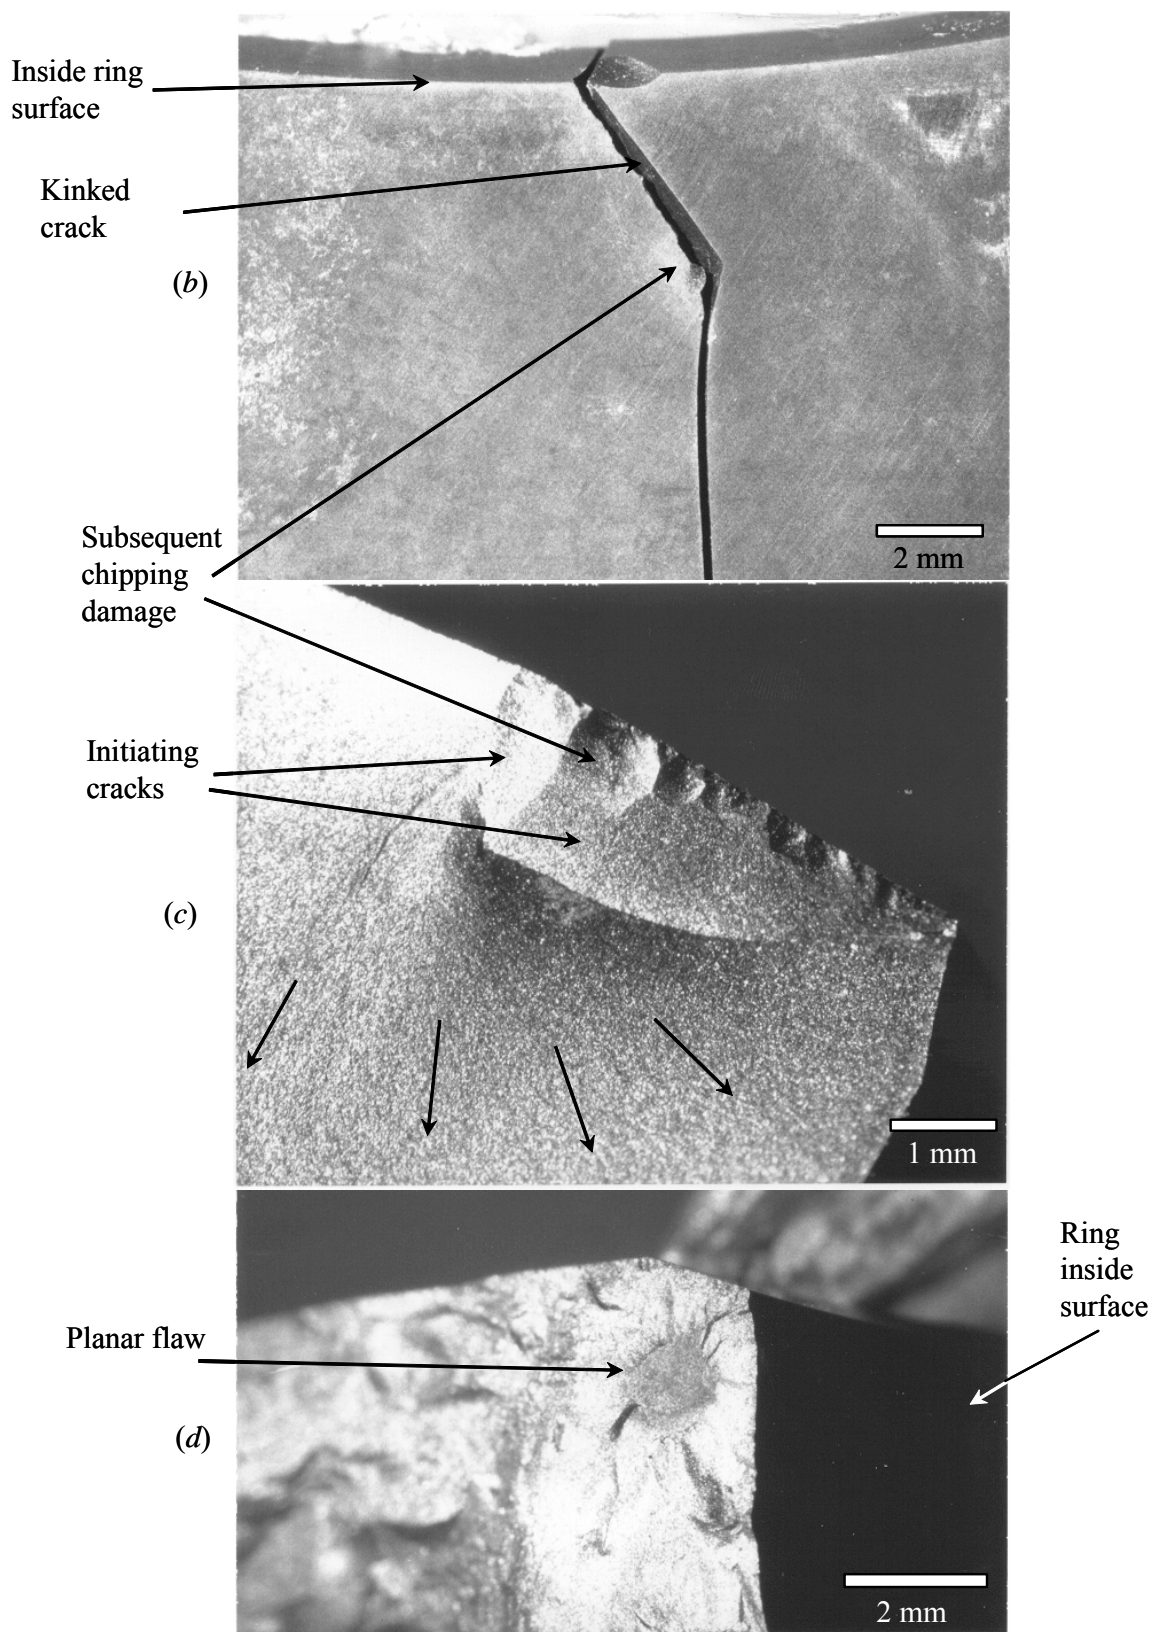 Inside ring
surface
Kinked
crack
(b)
2 mm
Subsequent
chipping
damage
Initiating
cracks
(c)
1 mm
Ring
inside
surface
Planar flaw
(d)
2 mm